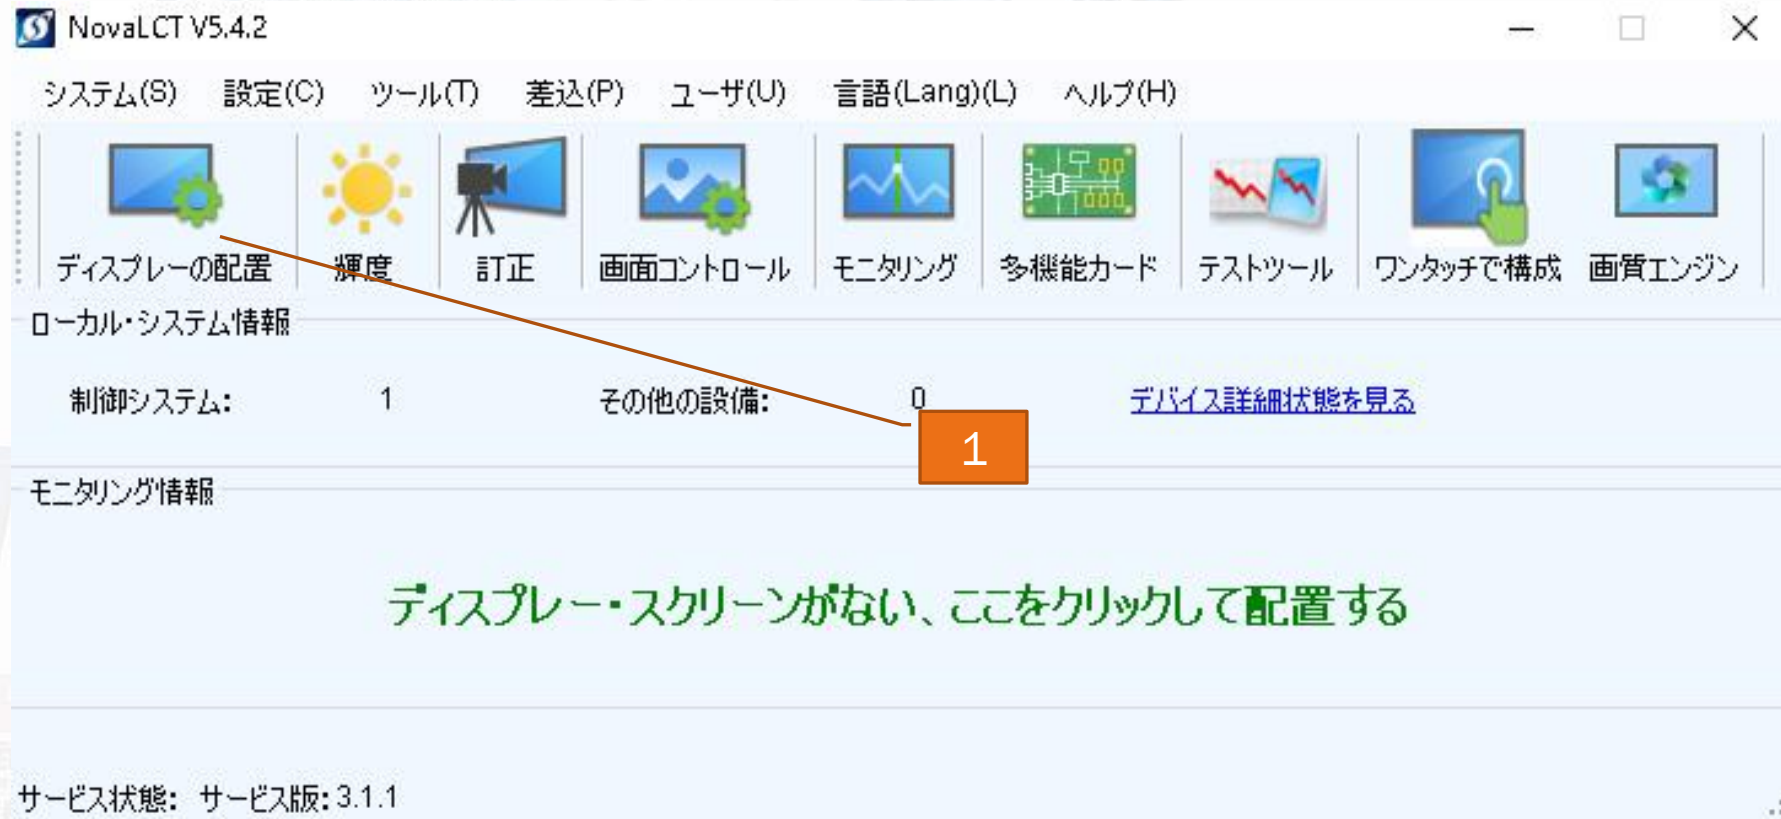 NovaLCT V5.4.2
システム(S) 設定(C) ツール(T) 差込(P) ユーザ(U) 言語(Lang)(L) ヘルプ(H)
ディスプレーの配置 輝度 訂正 画面コントロール モニタリング 多機能カード テストツール ワンタッチで構成 画質エンジン
ローカル・システム情報
制御システム: 1 その他の設備: 0 デバイス詳細状態を見る
1
モニタリング情報
ディスプレー・スクリーンがない、ここをクリックして配置する
サービス状態: サービス版: 3.1.1